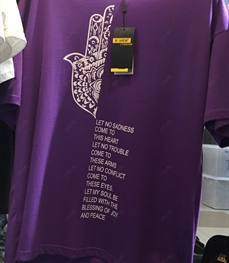 LET NO SADNESS
COME TO
THIS HEART
LET NO TROUBLE
COME TO
THESE ARMS
LET NO CONFLICT
COME TO
THESE EYES
LET MY SOUL BE
FILLED WITH THE
BLESSING OF JOY
AND PEACE